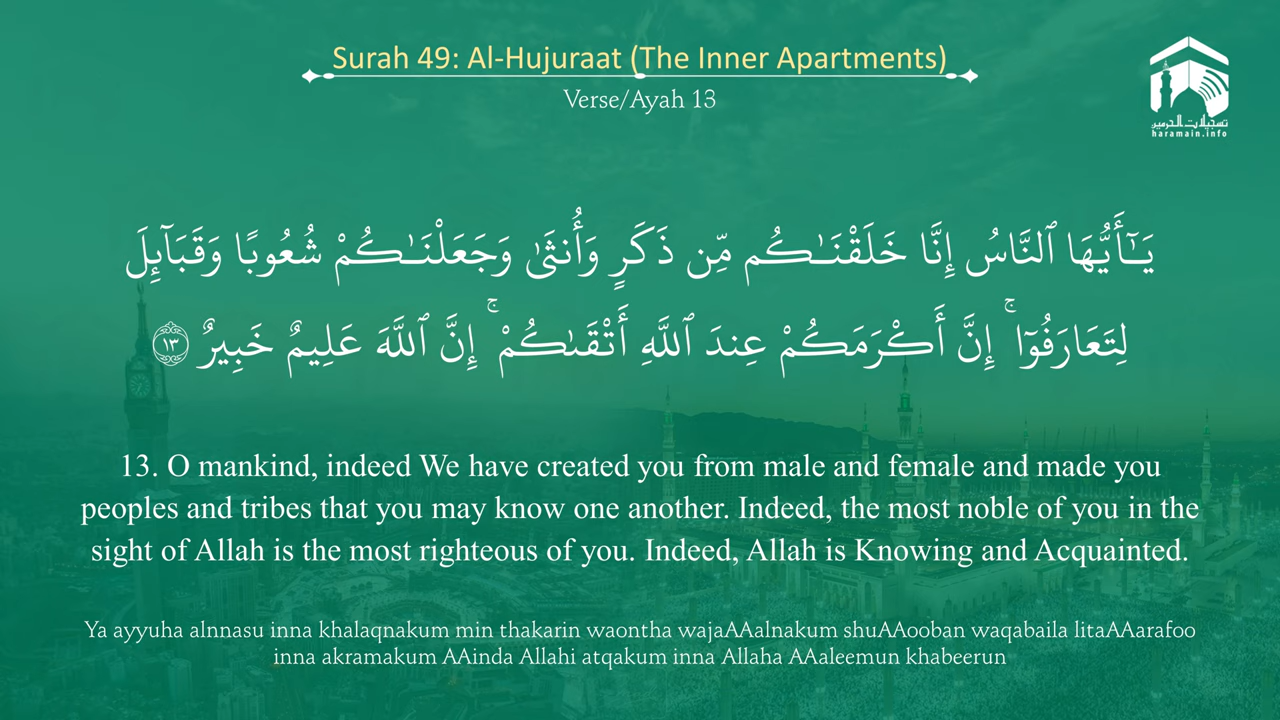 Surah 49: Al-Hujuraat (The Inner Apartments)
Verse/Ayah 13
تسجيلات الحرمين
haramain.info
يَـٰٓأَيُّهَا ٱلنَّاسُ إِنَّا خَلَقْنَـٰكُم مِّن ذَكَرٍ وَأُنثَىٰ وَجَعَلْنَـٰكُمْ شُعُوبًا وَقَبَآئِلَ
لِتَعَارَفُوٓا۟ ۚ إِنَّ أَكْرَمَكُمْ عِندَ ٱللَّهِ أَتْقَىٰكُمْ ۚ إِنَّ ٱللَّهَ عَلِيمٌ خَبِيرٌ ١٣
13. O mankind, indeed We have created you from male and female and made you
peoples and tribes that you may know one another. Indeed, the most noble of you in the
sight of Allah is the most righteous of you. Indeed, Allah is Knowing and Acquainted.
Ya ayyuha alnnasu inna khalaqnakum min thakarin waontha wajaAAalnakum shuAAooban waqabaila litaAAarafoo
inna akramakum AAinda Allahi atqakum inna Allaha AAaleemun khabeerun